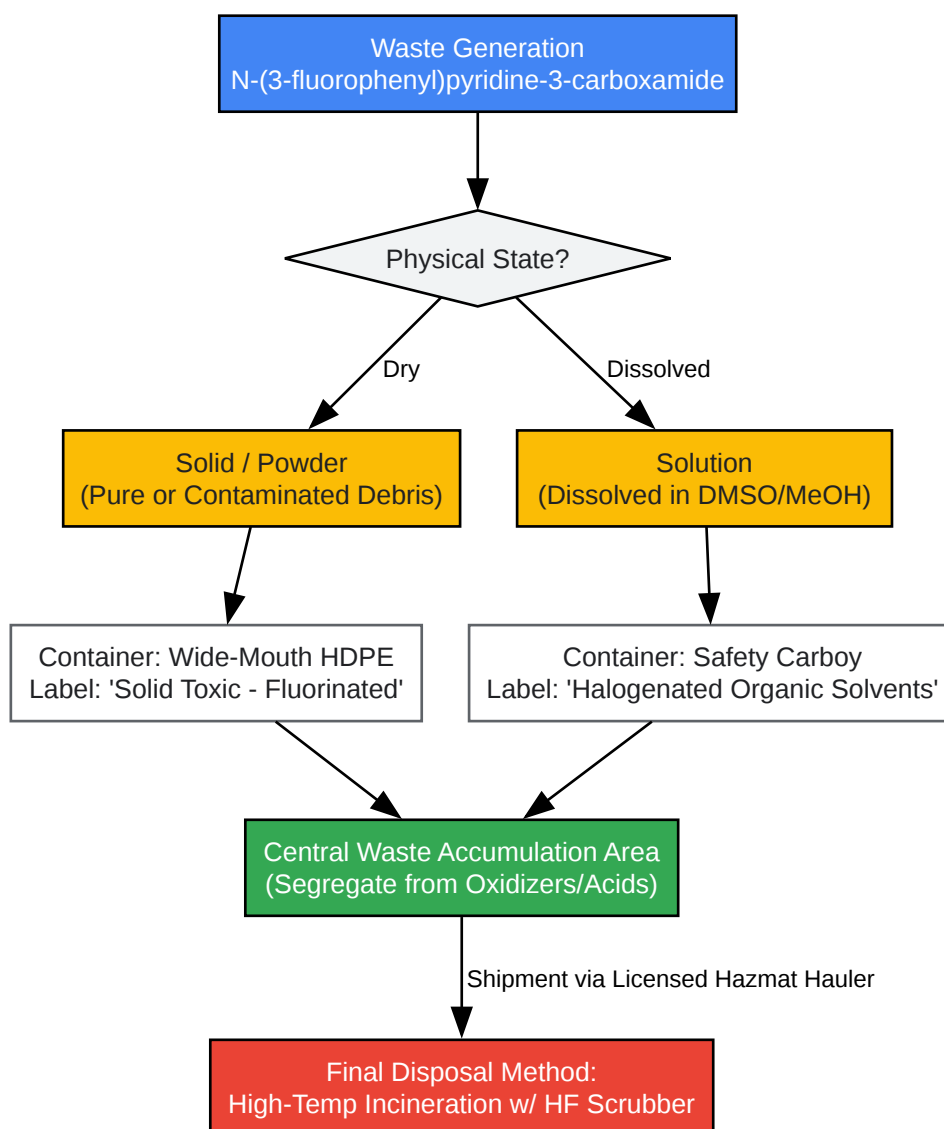 Waste Generation
N-(3-fluorophenyl)pyridine-3-carboxamide
Physical State?
Dry
Dissolved
Solid / Powder
(Pure or Contaminated Debris)
Solution
(Dissolved in DMSO/MeOH)
Container: Wide-Mouth HDPE
Label: 'Solid Toxic - Fluorinated'
Container: Safety Carboy
Label: 'Halogenated Organic Solvents'
Central Waste Accumulation Area
(Segregate from Oxidizers/Acids)
Shipment via Licensed Hazmat Hauler
Final Disposal Method:
High-Temp Incineration w/ HF Scrubber